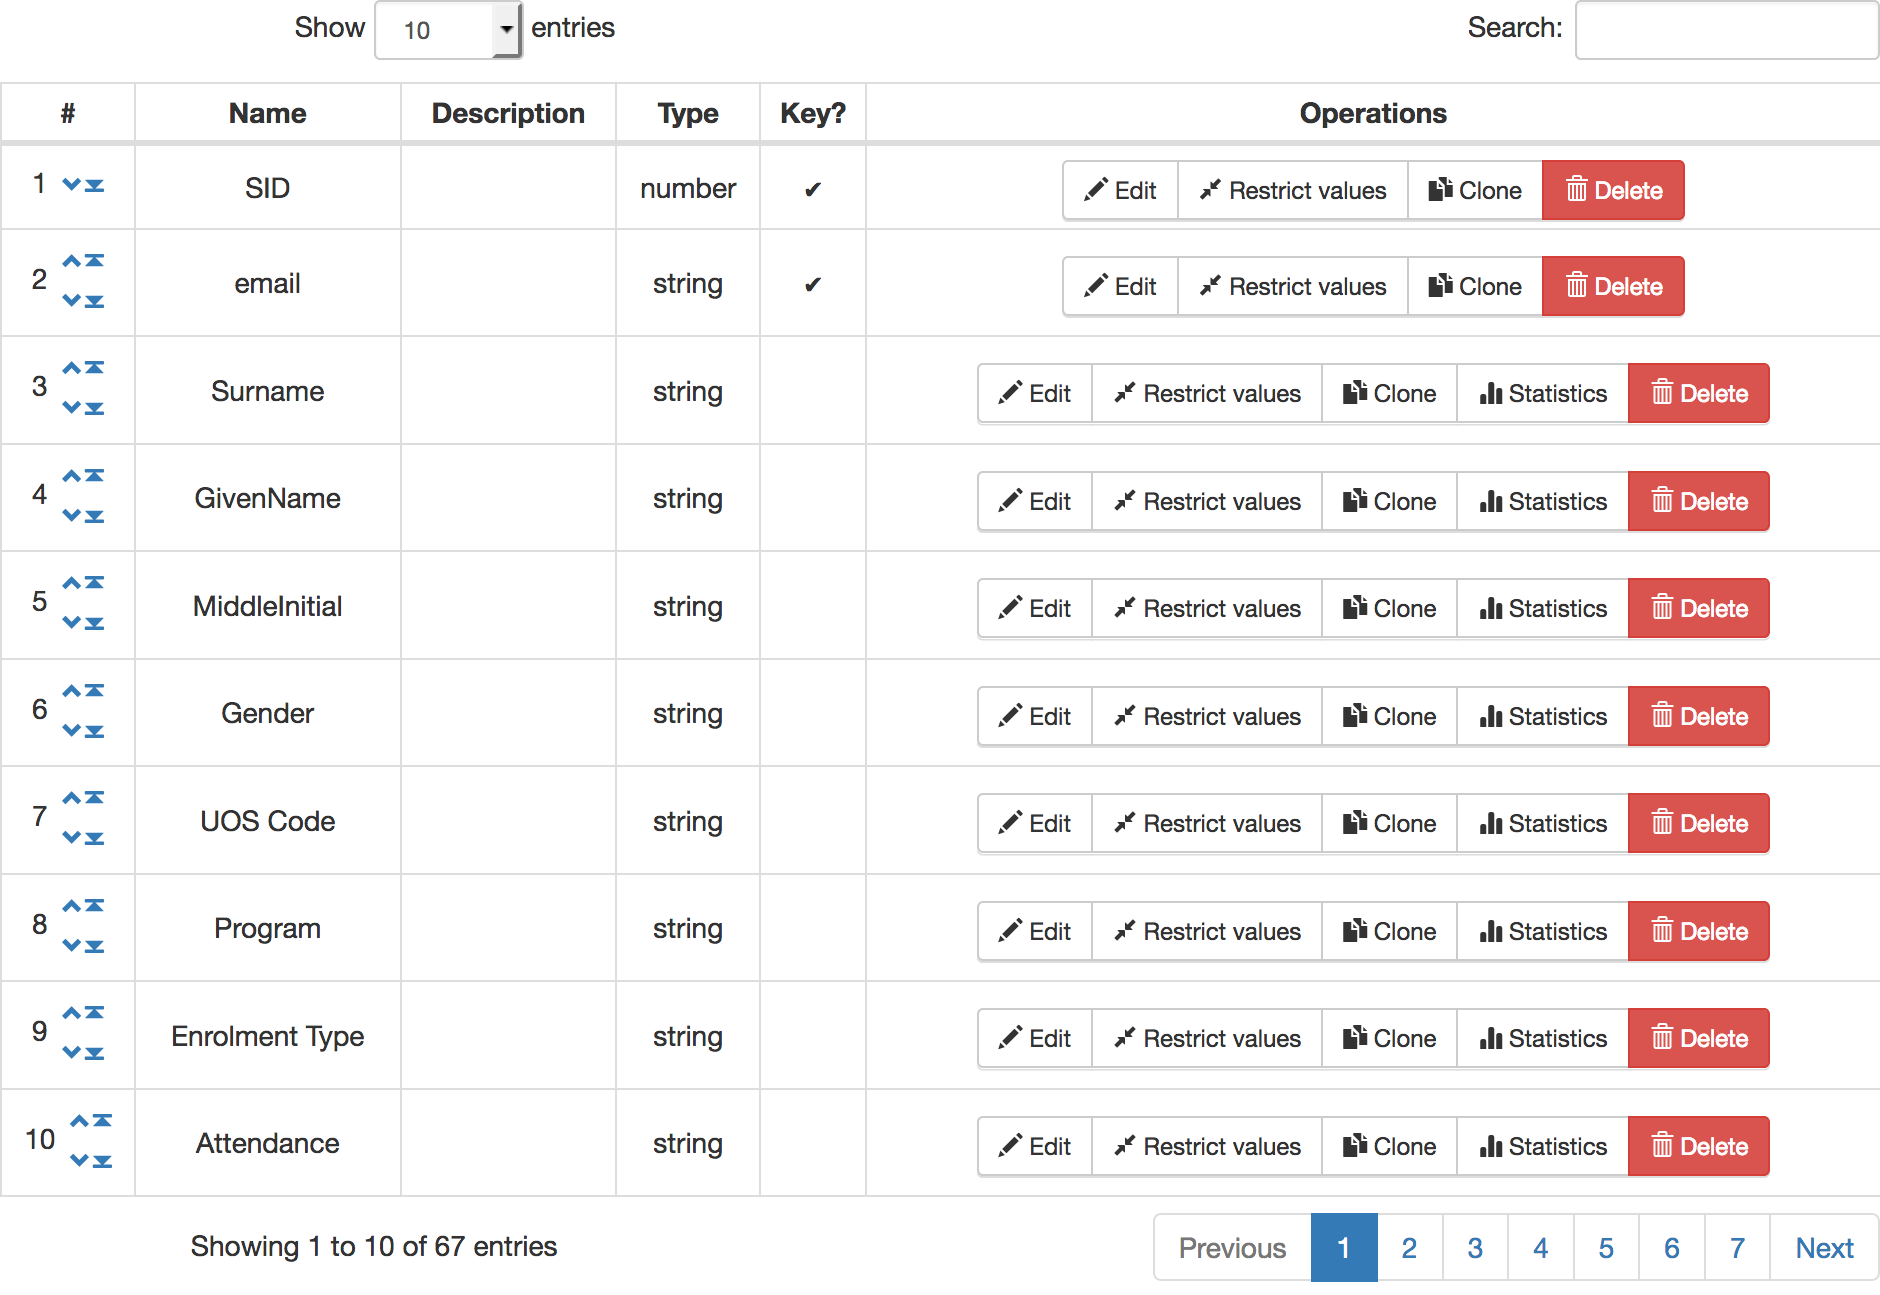 Show 10 entries Search:
# Name Description Type Key? Operations
1 SID number ✔ Edit Restrict values Clone Delete
2 email string ✔ Edit Restrict values Clone Delete
3 Surname string Edit Restrict values Clone Statistics Delete
4 GivenName string Edit Restrict values Clone Statistics Delete
5 MiddleInitial string Edit Restrict values Clone Statistics Delete
6 Gender string Edit Restrict values Clone Statistics Delete
7 UOS Code string Edit Restrict values Clone Statistics Delete
8 Program string Edit Restrict values Clone Statistics Delete
9 Enrolment Type string Edit Restrict values Clone Statistics Delete
10 Attendance string Edit Restrict values Clone Statistics Delete
Showing 1 to 10 of 67 entries Previous 1 2 3 4 5 6 7 Next